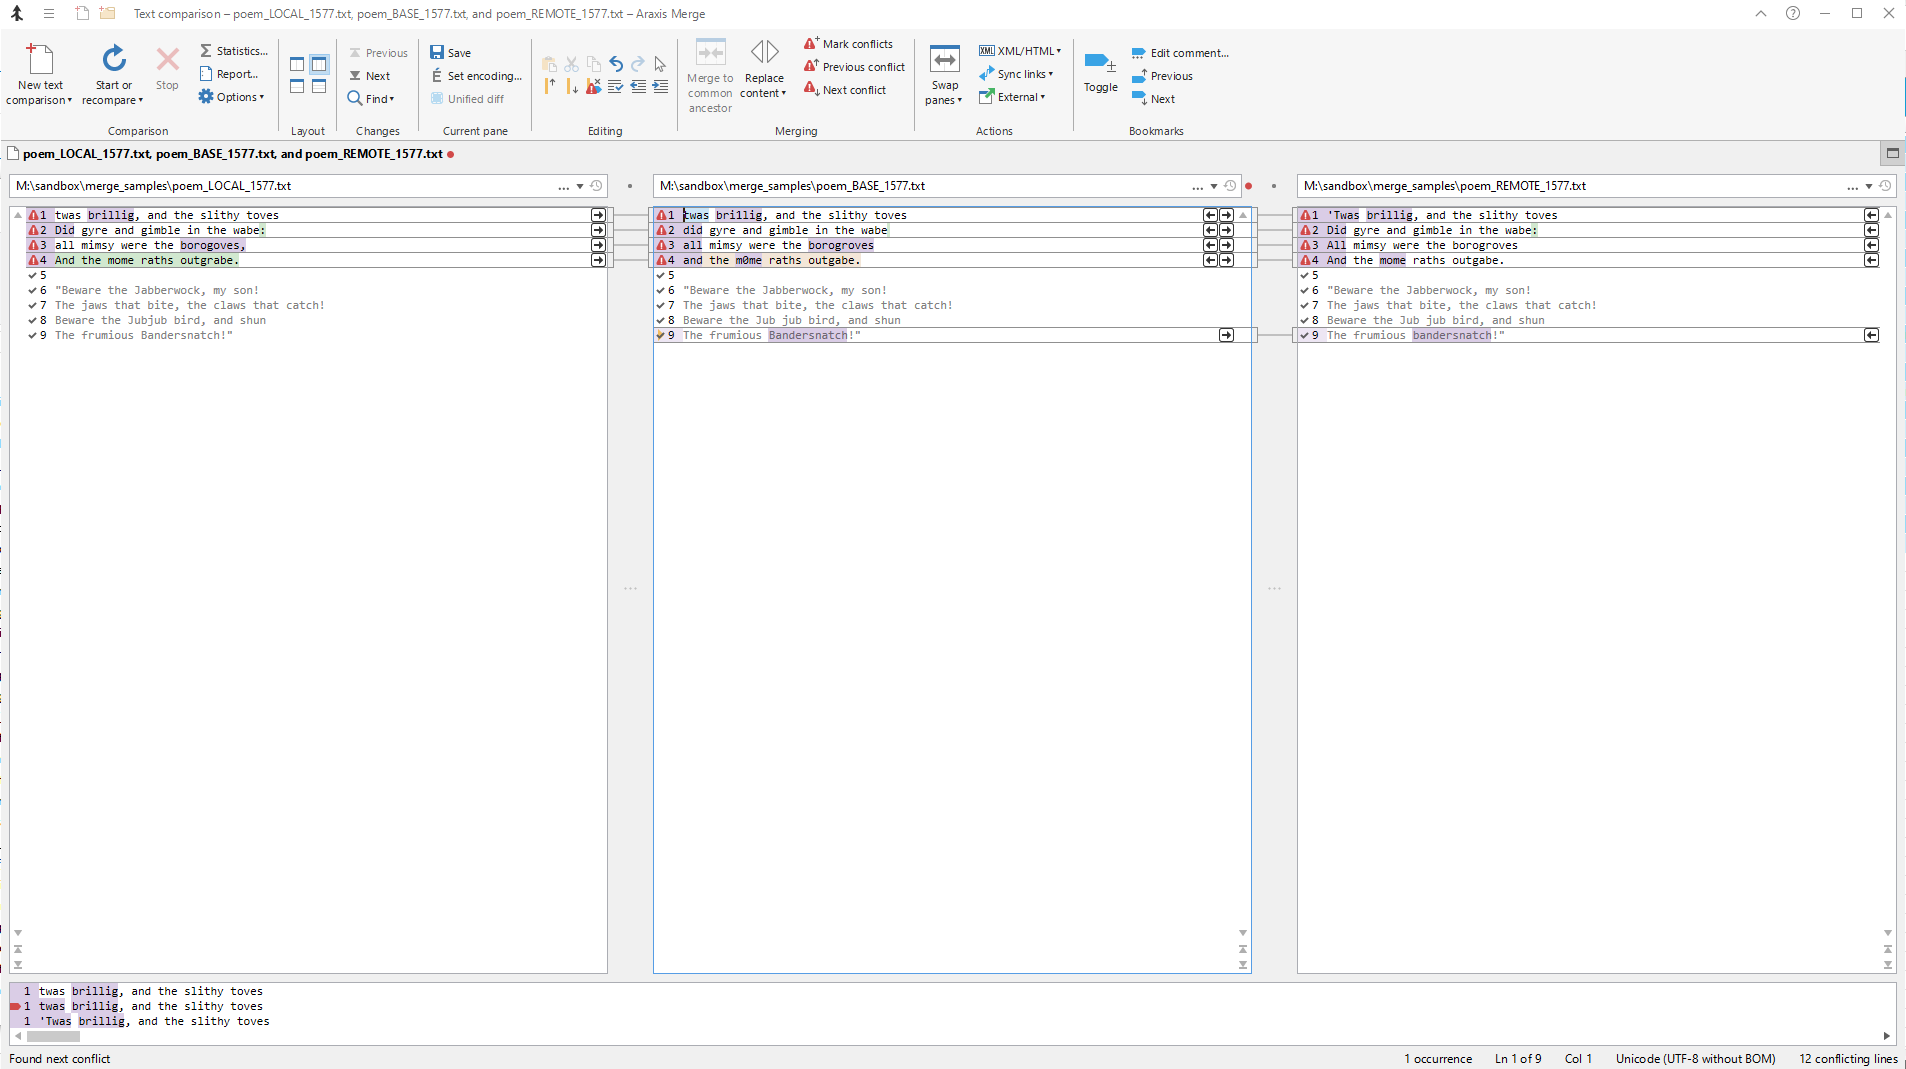 Text comparison – poem_LOCAL_1577.txt, poem_BASE_1577.txt, and poem_REMOTE_1577.txt – Araxis Merge
New text comparison
Start or recompare
Stop
Statistics...
Report...
Options
Comparison
Layout
Previous
Next
Find
Changes
Save
Set encoding...
Unified diff
Current pane
Editing
Merge to common ancestor
Replace content
Mark conflicts
Previous conflict
Next conflict
Merging
Swap panes
XML XML/HTML
Sync links
External
Actions
Toggle
Edit comment...
Previous
Next
Bookmarks
poem_LOCAL_1577.txt, poem_BASE_1577.txt, and poem_REMOTE_1577.txt
M:\sandbox\merge_samples\poem_LOCAL_1577.txt ...
1 twas brillig, and the slithy toves
2 Did gyre and gimble in the wabe:
3 all mimsy were the borogoves,
4 And the mome raths outgrabe.
5
6 "Beware the Jabberwock, my son!
7 The jaws that bite, the claws that catch!
8 Beware the Jubjub bird, and shun
9 The frumious Bandersnatch!"
M:\sandbox\merge_samples\poem_BASE_1577.txt ...
1 twas brillig, and the slithy toves
2 did gyre and gimble in the wabe
3 all mimsy were the borogroves
4 and the m0me raths outgabe.
5
6 "Beware the Jabberwock, my son!
7 The jaws that bite, the claws that catch!
8 Beware the Jub jub bird, and shun
9 The frumious Bandersnatch!"
M:\sandbox\merge_samples\poem_REMOTE_1577.txt ...
1 'Twas brillig, and the slithy toves
2 Did gyre and gimble in the wabe:
3 All mimsy were the borogroves
4 And the mome raths outgabe.
5
6 "Beware the Jabberwock, my son!
7 The jaws that bite, the claws that catch!
8 Beware the Jub jub bird, and shun
9 The frumious bandersnatch!"
1 twas brillig, and the slithy toves
1 twas brillig, and the slithy toves
1 'Twas brillig, and the slithy toves
Found next conflict
1 occurrence
Ln 1 of 9
Col 1
Unicode (UTF-8 without BOM)
12 conflicting lines